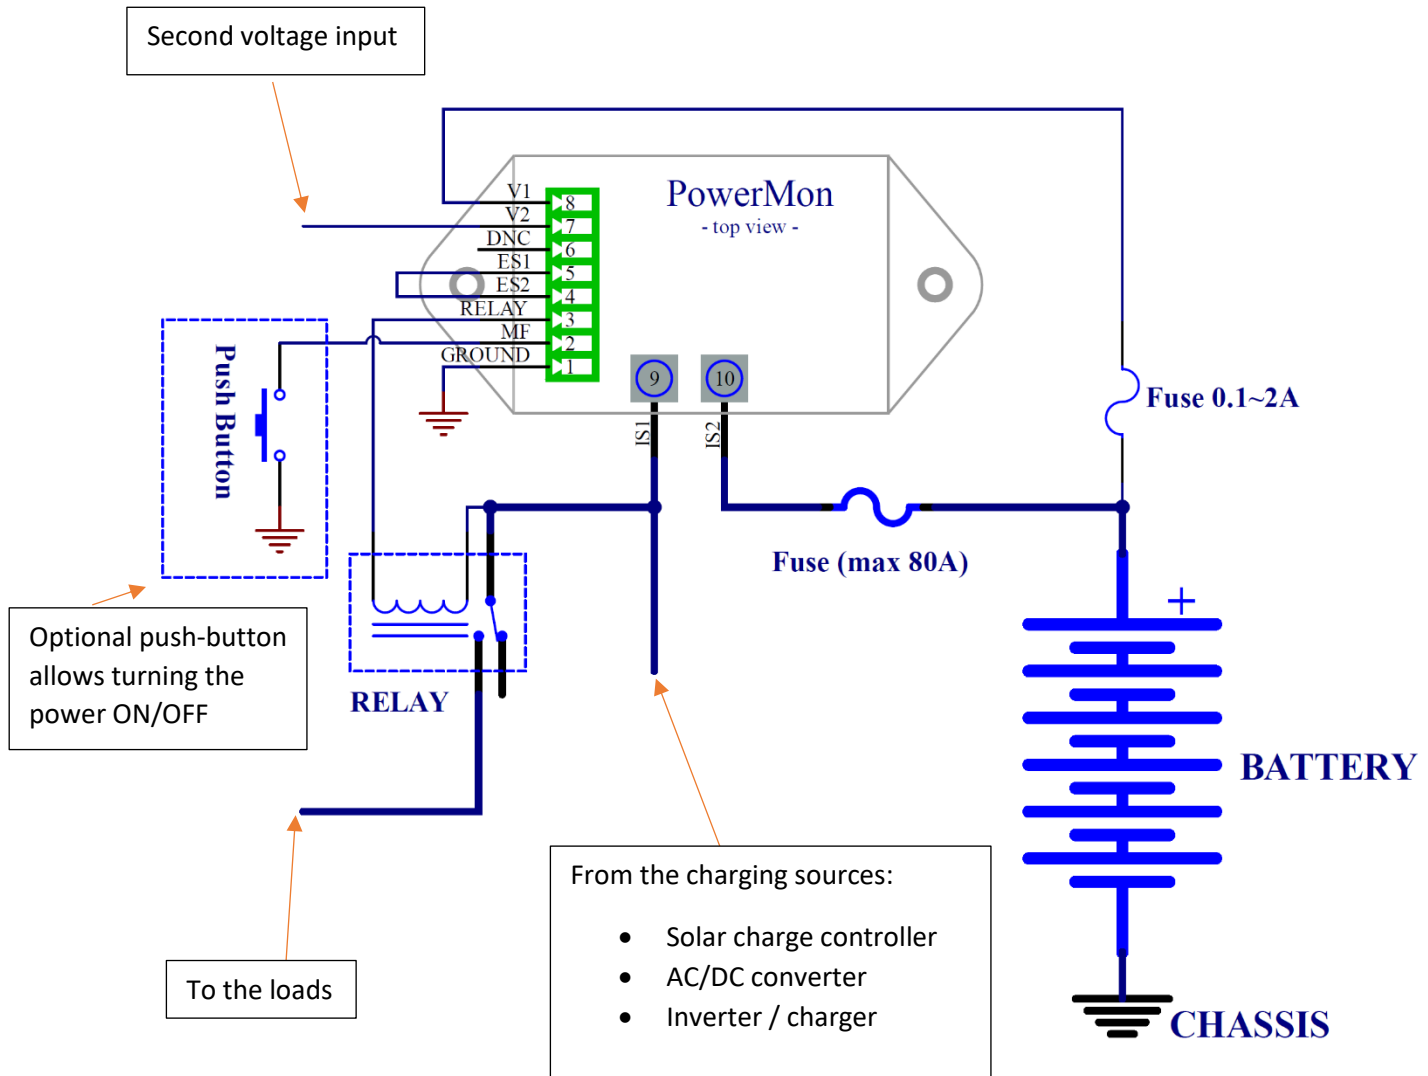 Second voltage input
PowerMon
- top view -
V1
8
V2
7
DNC
6
ES1
5
ES2
4
RELAY
3
MF
2
GROUND
1
9
10
IS1
IS2
Push Button
Fuse 0.1~2A
Fuse (max 80A)
+
Optional push-button
allows turning the
power ON/OFF
RELAY
BATTERY
From the charging sources:
• Solar charge controller
• AC/DC converter
• Inverter / charger
To the loads
CHASSIS